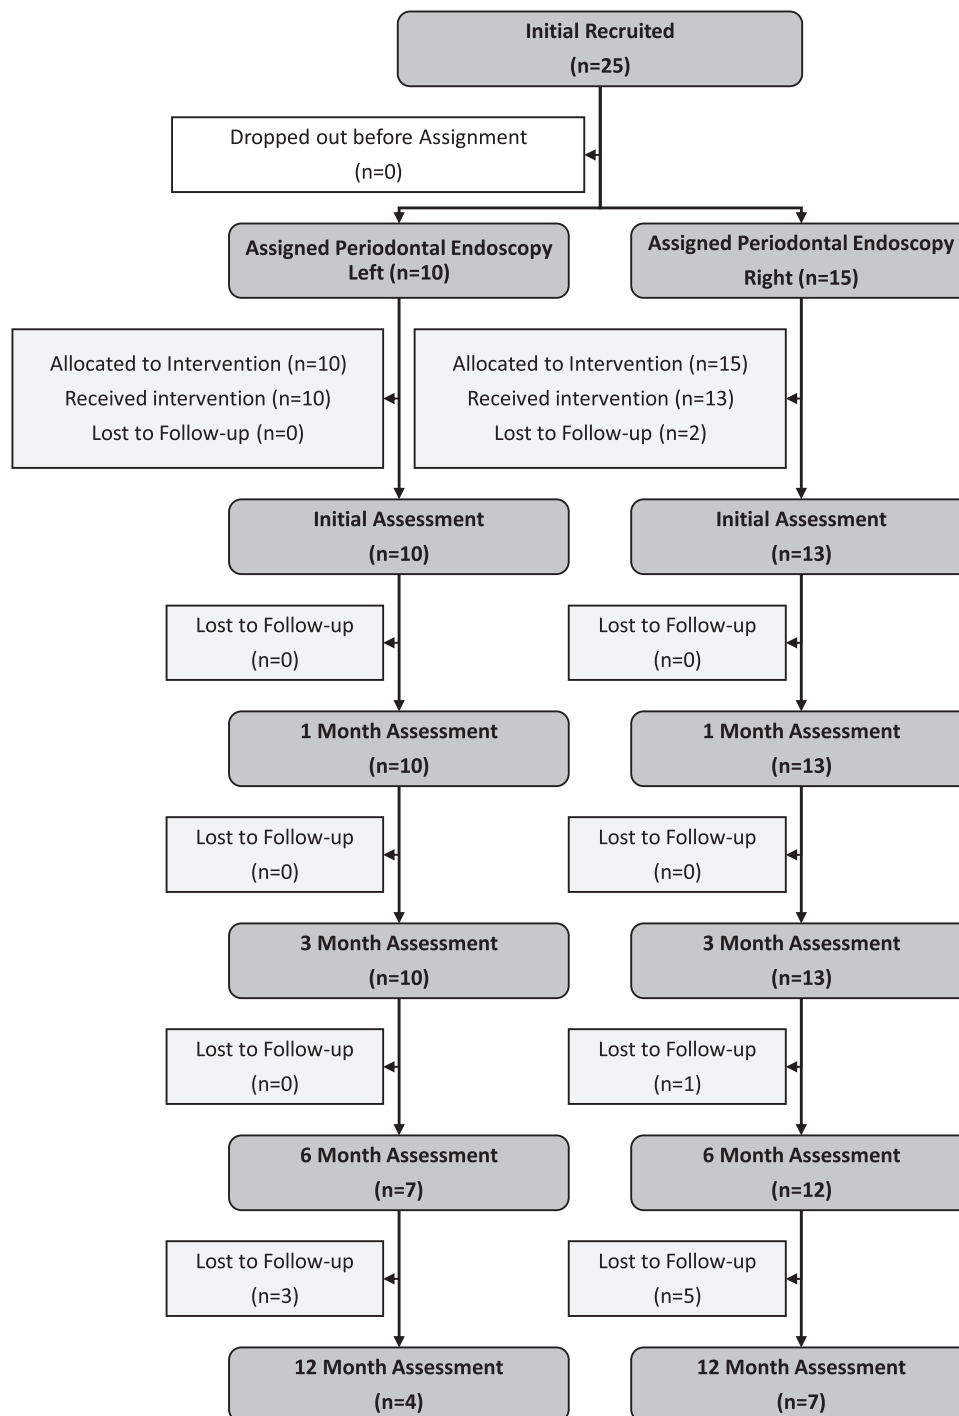 Initial Recruited
(n=25)
Dropped out before Assignment
(n=0)
Assigned Periodontal Endoscopy
Left (n=10)
Assigned Periodontal Endoscopy
Right (n=15)
Allocated to Intervention (n=10)
Received intervention (n=10)
Lost to Follow-up (n=0)
Allocated to Intervention (n=15)
Received intervention (n=13)
Lost to Follow-up (n=2)
Initial Assessment
(n=10)
Initial Assessment
(n=13)
Lost to Follow-up
(n=0)
Lost to Follow-up
(n=0)
1 Month Assessment
(n=10)
1 Month Assessment
(n=13)
Lost to Follow-up
(n=0)
Lost to Follow-up
(n=0)
3 Month Assessment
(n=10)
3 Month Assessment
(n=13)
Lost to Follow-up
(n=0)
Lost to Follow-up
(n=1)
6 Month Assessment
(n=7)
6 Month Assessment
(n=12)
Lost to Follow-up
(n=3)
Lost to Follow-up
(n=5)
12 Month Assessment
(n=4)
12 Month Assessment
(n=7)